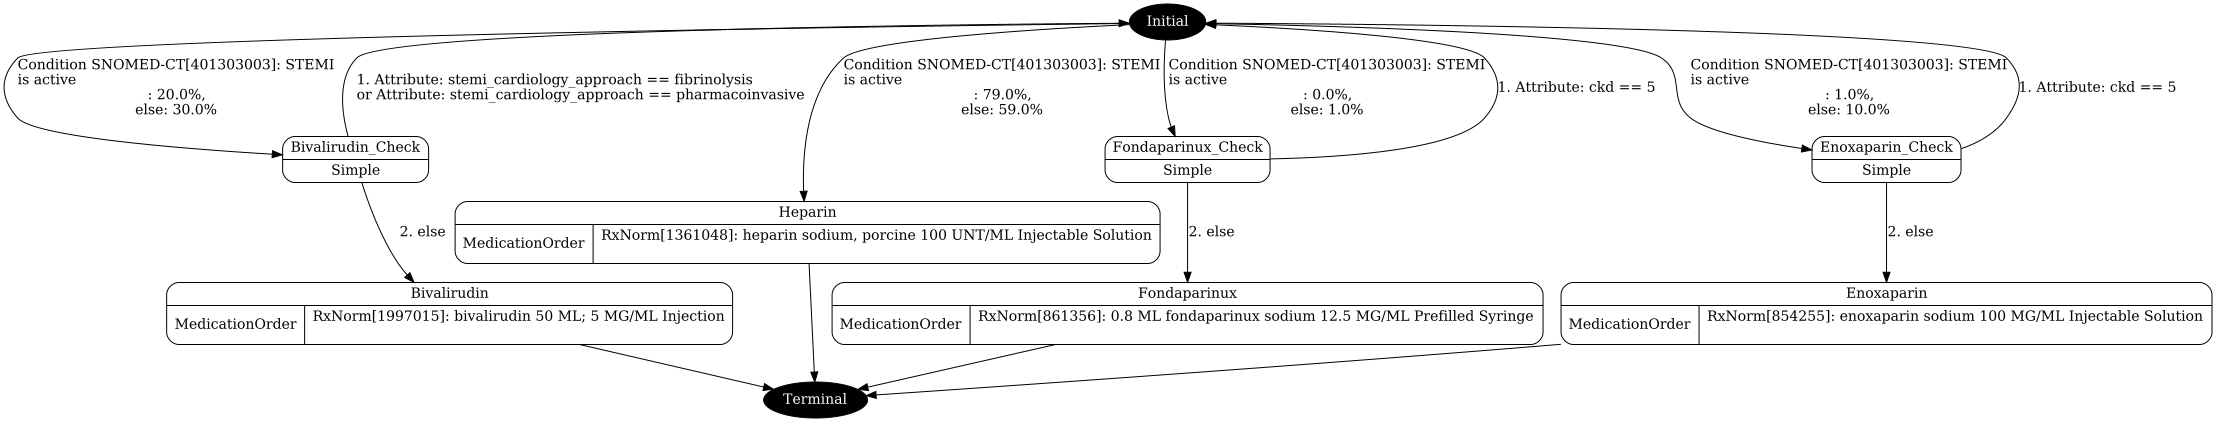 Initial
Condition SNOMED-CT[401303003]: STEMI
is active
: 20.0%,
else: 30.0%
1. Attribute: stemi_cardiology_approach == fibrinolysis
or Attribute: stemi_cardiology_approach == pharmacoinvasive
Condition SNOMED-CT[401303003]: STEMI
is active
: 79.0%,
else: 59.0%
Condition SNOMED-CT[401303003]: STEMI
is active
: 0.0%,
else: 1.0%
1. Attribute: ckd == 5
Condition SNOMED-CT[401303003]: STEMI
is active
: 1.0%,
else: 10.0%
1. Attribute: ckd == 5
Bivalirudin_Check
Simple
Fondaparinux_Check
Simple
Enoxaparin_Check
Simple
2. else
Heparin
MedicationOrder
RxNorm[1361048]: heparin sodium, porcine 100 UNT/ML Injectable Solution
2. else
2. else
Bivalirudin
MedicationOrder
RxNorm[1997015]: bivalirudin 50 ML; 5 MG/ML Injection
Fondaparinux
MedicationOrder
RxNorm[861356]: 0.8 ML fondaparinux sodium 12.5 MG/ML Prefilled Syringe
Enoxaparin
MedicationOrder
RxNorm[854255]: enoxaparin sodium 100 MG/ML Injectable Solution
Terminal